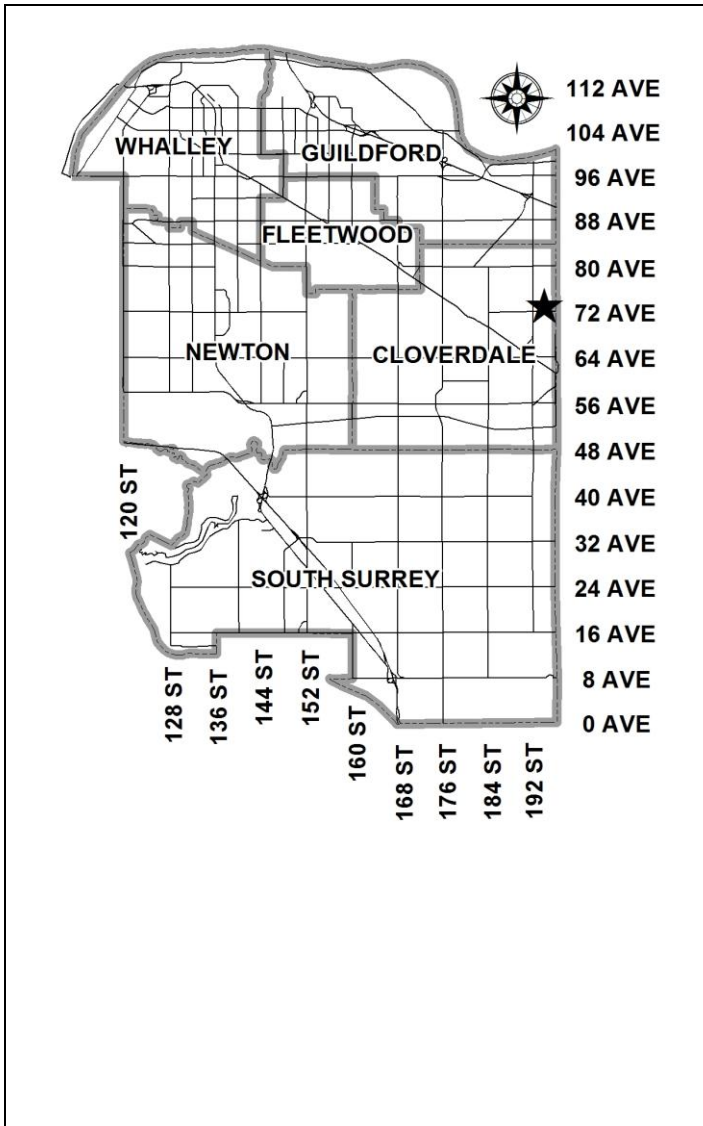 112 AVE
104 AVE
WHALLEY
GUILDFORD
96 AVE
88 AVE
FLEETWOOD
80 AVE
72 AVE
NEWTON
CLOVERDALE
64 AVE
56 AVE
48 AVE
120 ST
40 AVE
32 AVE
SOUTH SURREY
24 AVE
16 AVE
8 AVE
0 AVE
128 ST
136 ST
144 ST
152 ST
160 ST
168 ST
176 ST
184 ST
192 ST